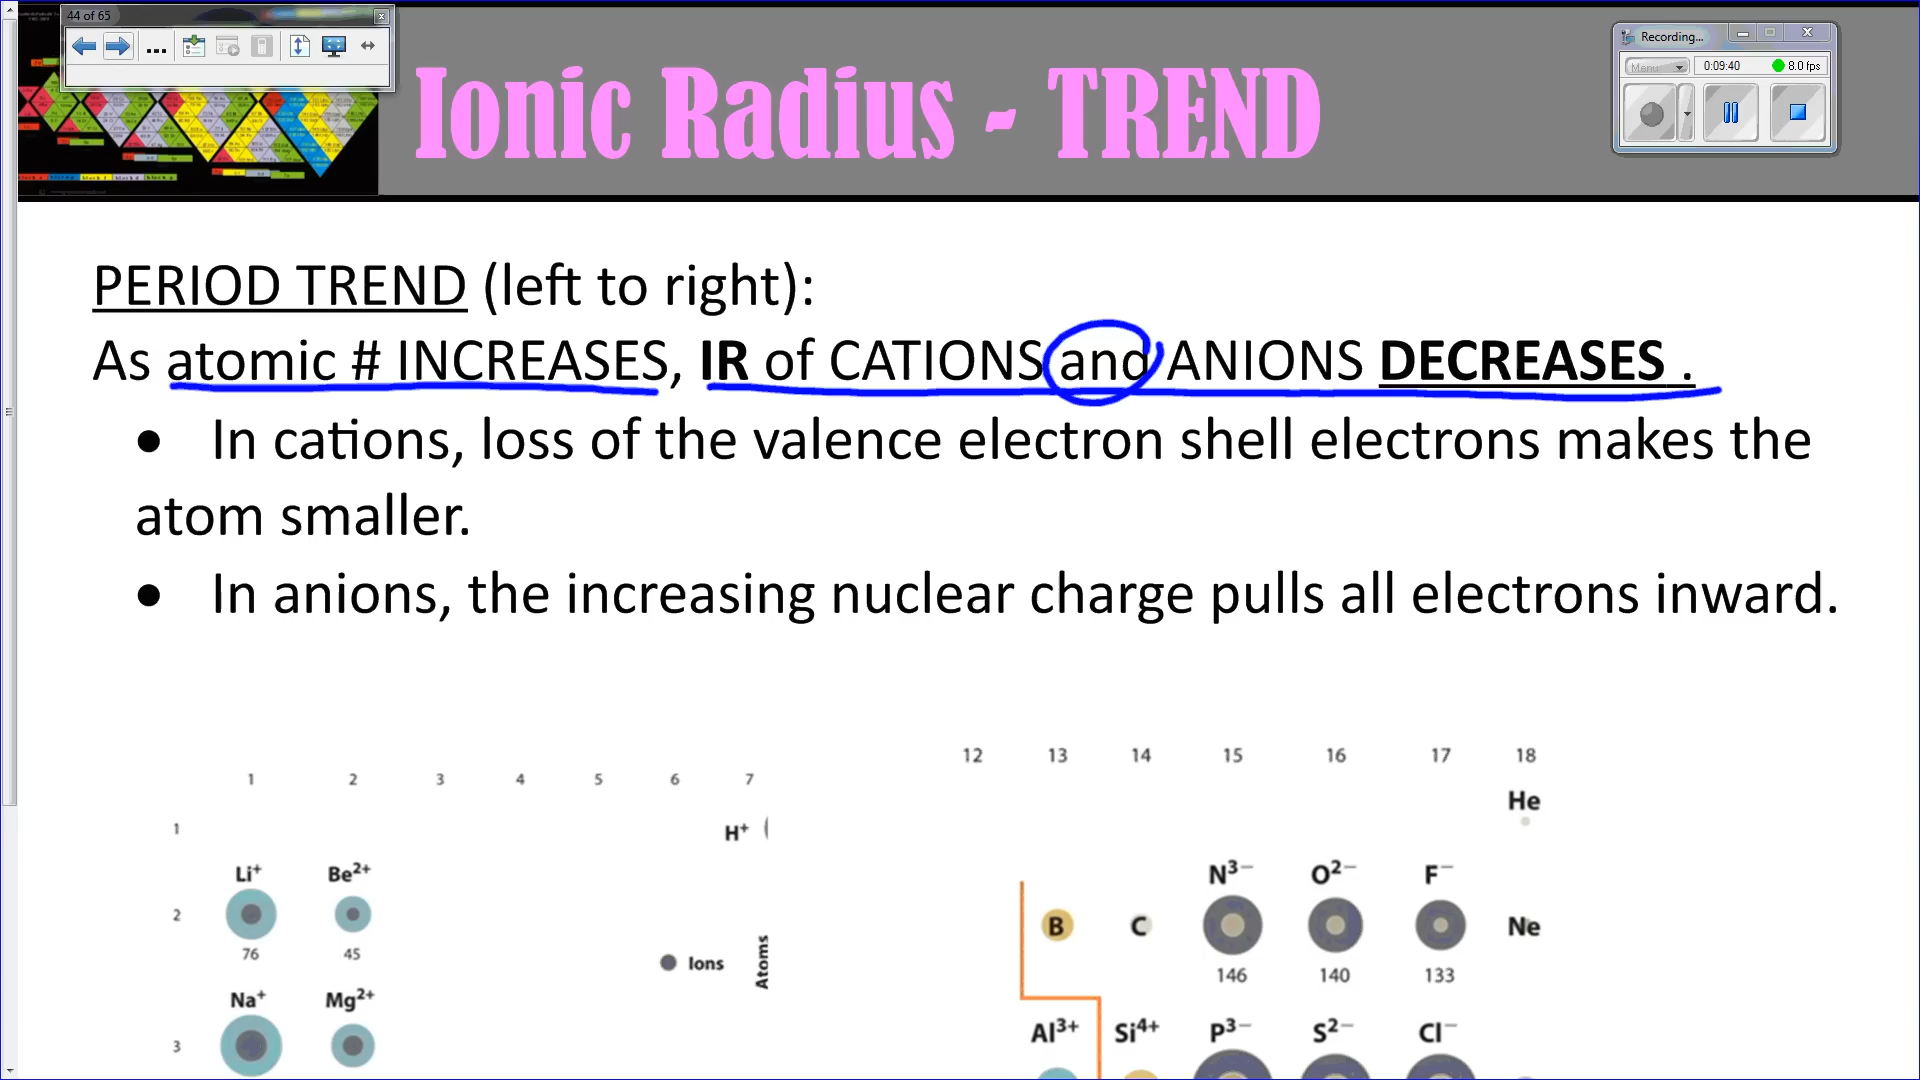 44 of 65
Recording...
Menu
0:09:40
8.0 fps
Ionic Radius - TREND
PERIOD TREND (left to right):
As atomic # INCREASES, IR of CATIONS and ANIONS DECREASES .
● In cations, loss of the valence electron shell electrons makes the
atom smaller.
● In anions, the increasing nuclear charge pulls all electrons inward.
1 2 3 4 5 6 7
1
H⁺
Li⁺ Be²⁺
2
76 45
Ions
Atoms
Na⁺ Mg²⁺
3
12 13 14 15 16 17 18
He
N³⁻ O²⁻ F⁻
B C Ne
146 140 133
Al³⁺ Si⁴⁺ P³⁻ S²⁻ Cl⁻